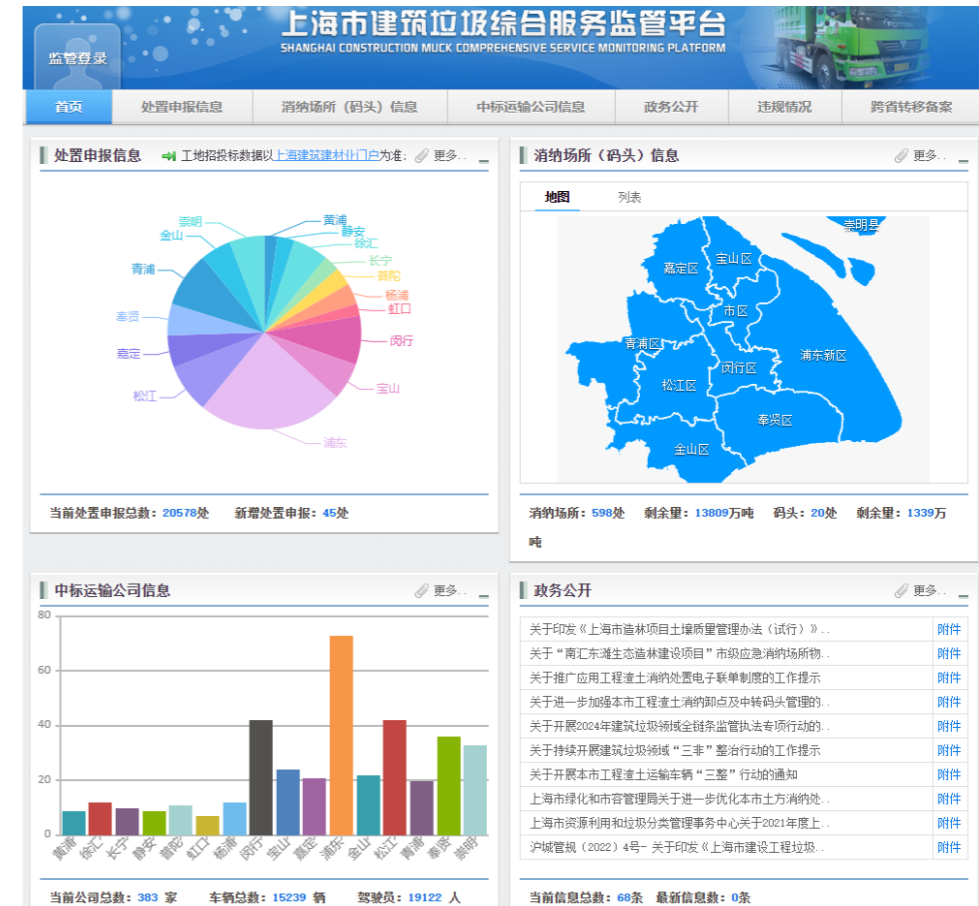 上海市建筑垃圾综合服务监管平台
SHANGHAI CONSTRUCTION MUCK COMPREHENSIVE SERVICE MONITORING PLATFORM
监管登录
首页 处置申报信息 消纳场所（码头）信息 中标运输公司信息 政务公开 违规情况 跨省转移备案
处置申报信息 工地招投标数据以上海建筑建材业门户为准; 更多..
崇明
金山
青浦
奉贤
嘉定
松江
黄浦
静安
徐汇
长宁
普陀
杨浦
虹口
闵行
宝山
浦东
当前处置申报总数：20578处 新增处置申报：45处
消纳场所（码头）信息 更多..
地图 列表
崇明县
宝山区
嘉定区
市区
青浦区
浦东新区
闵行区
松江区
奉贤区
金山区
消纳场所：598处 剩余量：13809万吨 码头：20处 剩余量：1339万
吨
中标运输公司信息 更多..
80
60
40
20
0
黄浦 徐汇 长宁 静安 普陀 虹口 杨浦 闵行 宝山 嘉定 浦东 金山 松江 青浦 奉贤 崇明
当前公司总数：383 家 车辆总数：15239 辆 驾驶员：19122 人
政务公开 更多..
关于印发《上海市造林项目土壤质量管理办法（试行）》.. 附件
关于“南汇东滩生态造林建设项目”市级应急消纳场所物.. 附件
关于推广应用工程渣土消纳处置电子联单制度的工作提示 附件
关于进一步加强本市工程渣土消纳卸点及中转码头管理的.. 附件
关于开展2024年建筑垃圾领域全链条监管执法专项行动的.. 附件
关于持续开展建筑垃圾领域“三非”整治行动的工作提示 附件
关于开展本市工程渣土运输车辆“三整”行动的通知 附件
上海市绿化和市容管理局关于进一步优化本市土方消纳处.. 附件
上海市资源利用和垃圾分类管理事务中心关于2021年度上.. 附件
沪城管规（2022）4号- 关于印发《上海市建设工程垃圾.. 附件
当前信息总数：68条 最新信息数：0条